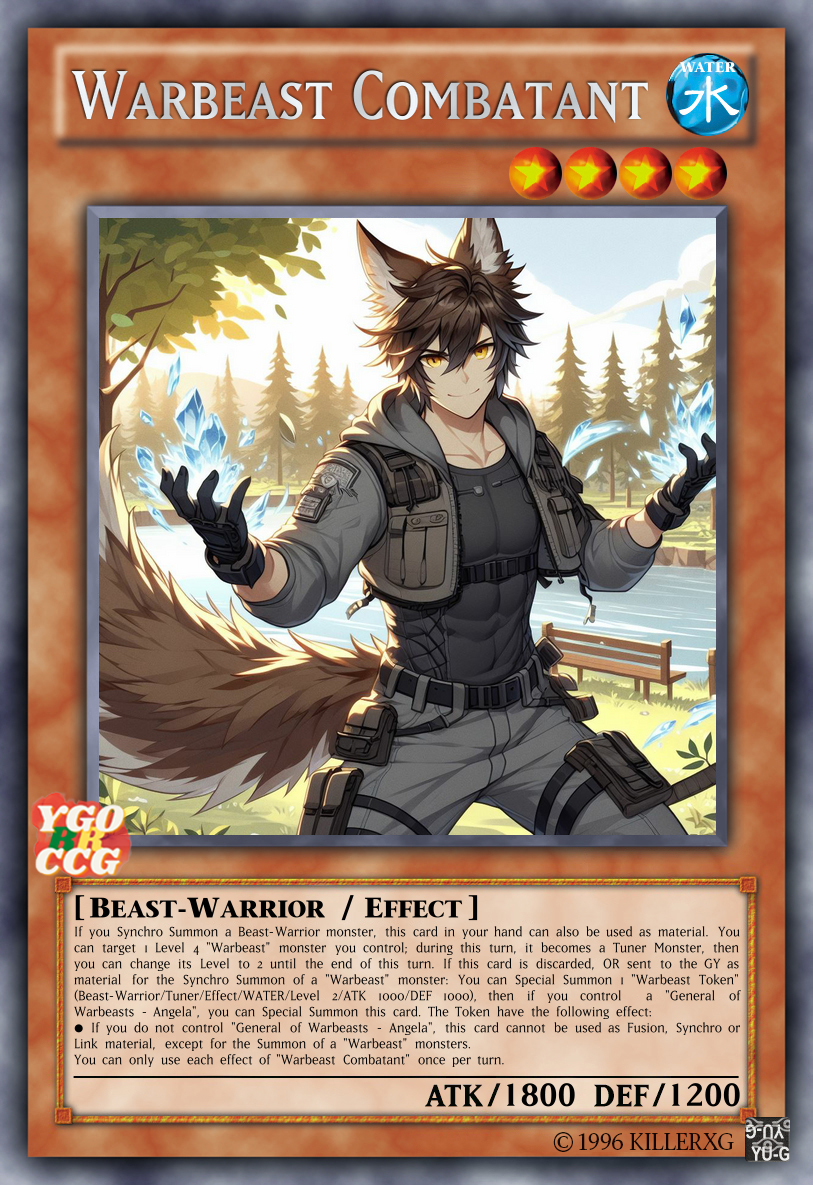 Warbeast Combatant
WATER
水
YGO
BR
CCG
[ Beast-Warrior / Effect ]
If you Synchro Summon a Beast-Warrior monster, this card in your hand can also be used as material. You
can target 1 Level 4 "Warbeast" monster you control; during this turn, it becomes a Tuner Monster, then
you can change its Level to 2 until the end of this turn. If this card is discarded, OR sent to the GY as
material for the Synchro Summon of a "Warbeast" monster: You can Special Summon 1 "Warbeast Token"
(Beast-Warrior/Tuner/Effect/WATER/Level 2/ATK 1000/DEF 1000), then if you control a "General of
Warbeasts - Angela", you can Special Summon this card. The Token have the following effect:
● If you do not control "General of Warbeasts - Angela", this card cannot be used as Fusion, Synchro or
Link material, except for the Summon of a "Warbeast" monsters.
You can only use each effect of "Warbeast Combatant" once per turn.
ATK/1800 DEF/1200
© 1996 KILLERXG
YU-G